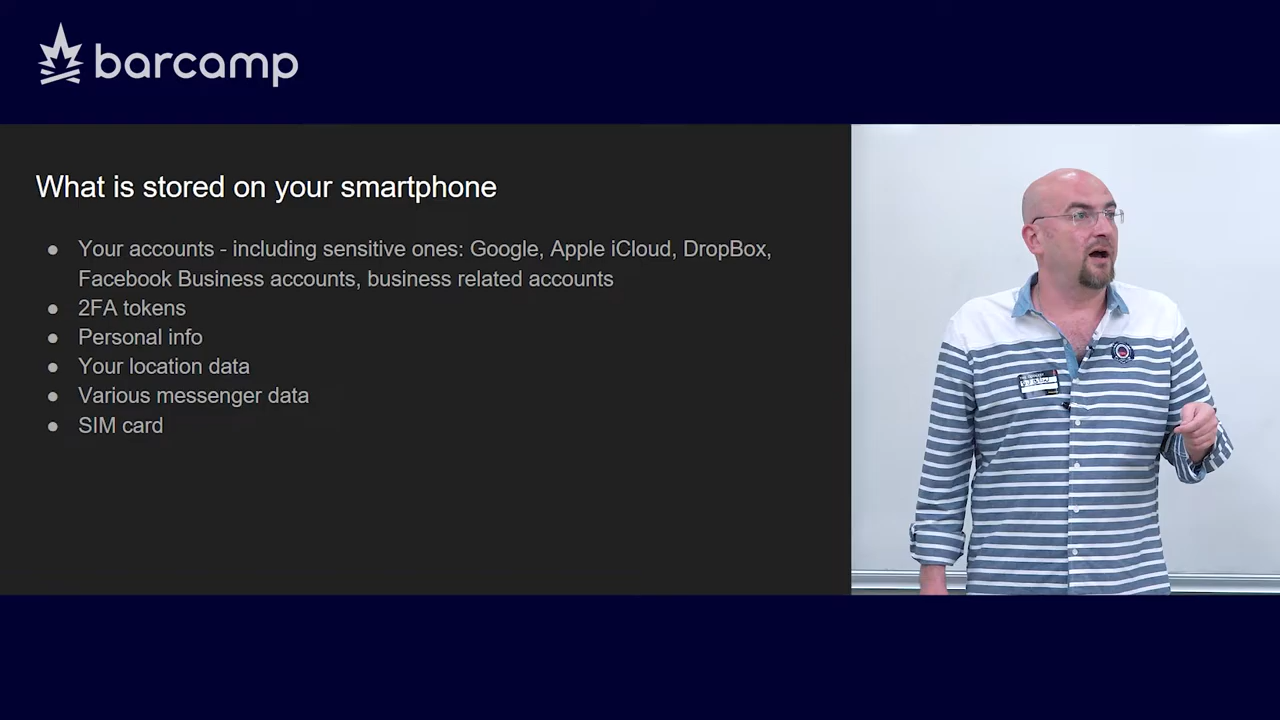 barcamp
What is stored on your smartphone
● Your accounts - including sensitive ones: Google, Apple iCloud, DropBox,
Facebook Business accounts, business related accounts
● 2FA tokens
● Personal info
● Your location data
● Various messenger data
● SIM card